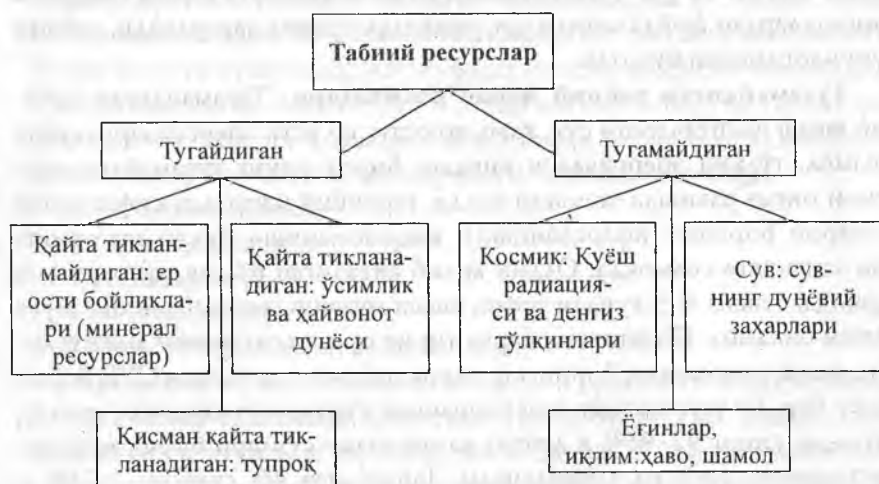 Табиий ресурслар
Тугайдиган
Тугамайдиган
Қайта тиклан-
майдиган: ер
ости бойликла-
ри (минерал
ресурслар)
Қайта тиклана-
диган: ўсимлик
ва ҳайвонот
дунёси
Космик: Қуёш
радиация-
си ва денгиз
тўлқинлари
Сув: сув-
нинг дунёвий
заҳарлари
Қисман қайта тик-
ланадиган: тупроқ
Ёғинлар,
иқлим:ҳаво, шамол